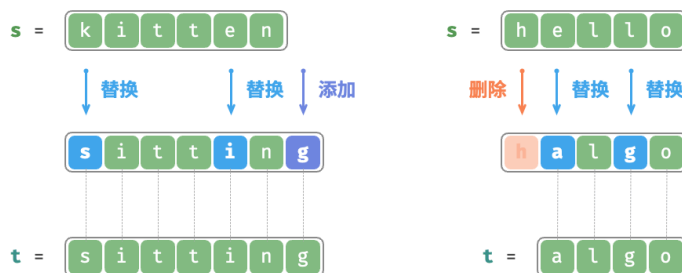 s = k i t t e n
替换 替换 添加
s i t t i n g
t = s i t t i n g
s = h e l l o
删除 替换 替换
h a l g o
t = a l g o